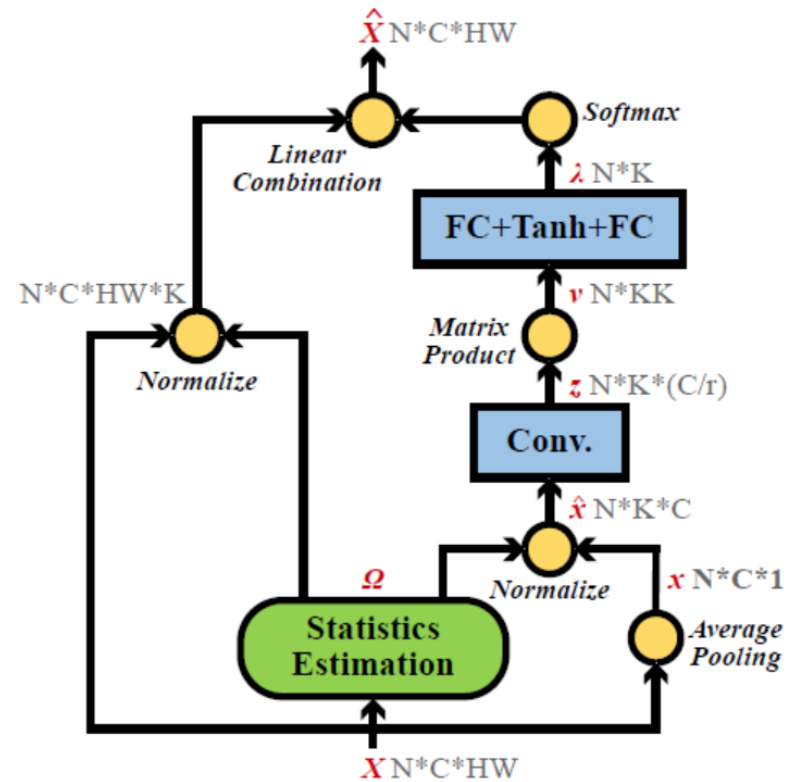 X̂ N*C*HW
Softmax
Linear
Combination
λ N*K
FC+Tanh+FC
N*C*HW*K
v N*KK
Matrix
Product
Normalize
z N*K*(C/r)
Conv.
x̂ N*K*C
Ω
Normalize
x N*C*1
Statistics
Estimation
Average
Pooling
X N*C*HW